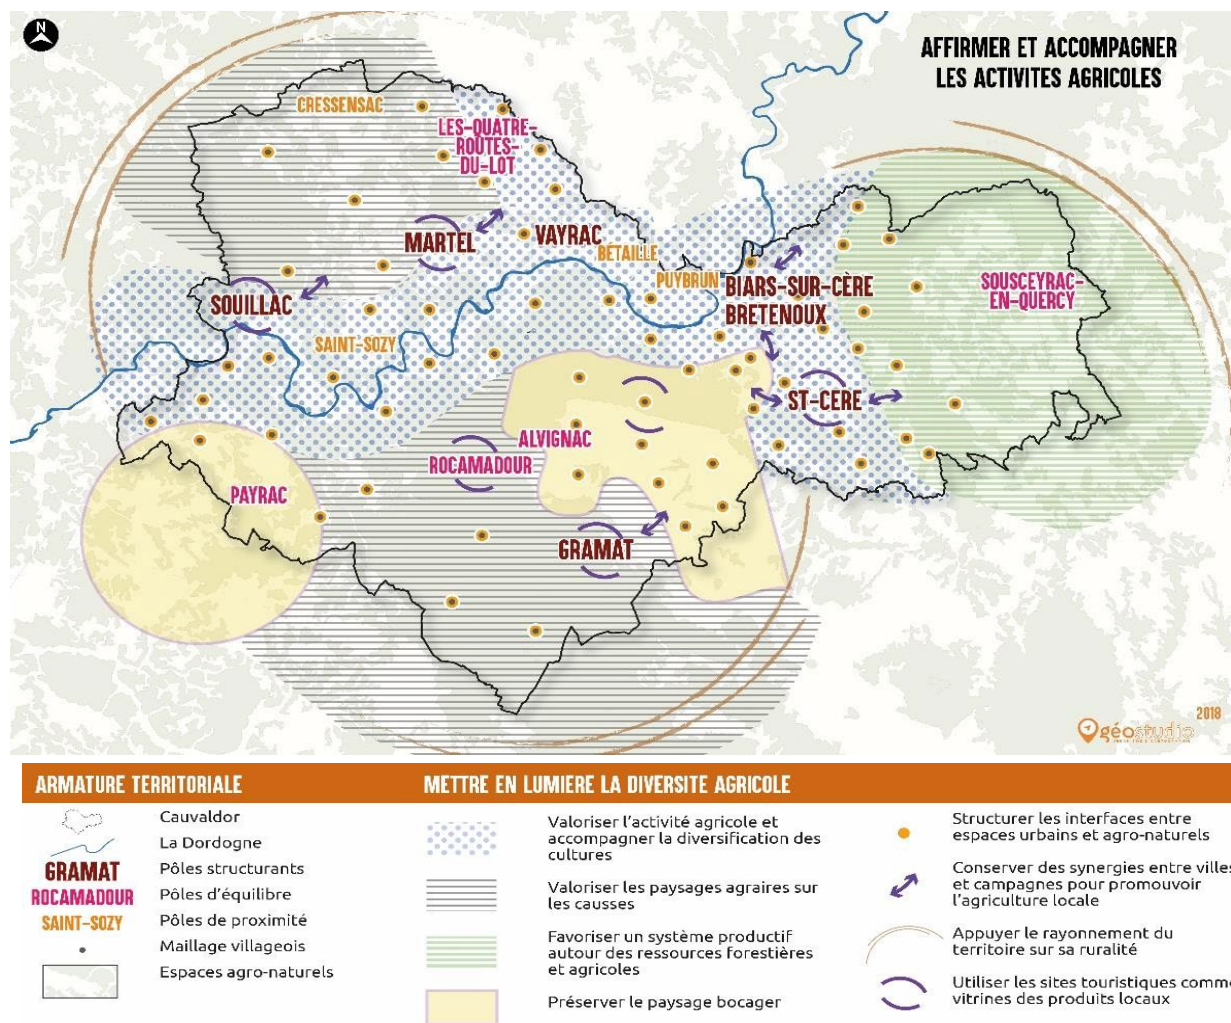 N
AFFIRMER ET ACCOMPAGNER
LES ACTIVITES AGRICOLES
CRESSENSAC
LES-QUATRE-
ROUTES-
DU-LOT
MARTEL
VAYRAC
BÉTAILLE
PUYBRUN
BIARS-SUR-CÈRE
BRETENOUX
SOUSCEYRAC-
EN-QUERCY
SOUILLAC
SAINT-SOZY
ST-CERE
ALVIGNAC
ROCAMADOUR
PAYRAC
GRAMAT
2018
géostudio
ARMATURE TERRITORIALE
Cauvaldor
La Dordogne
GRAMAT
Pôles structurants
ROCAMADOUR
Pôles d'équilibre
SAINT-SOZY
Pôles de proximité
Maillage villageois
Espaces agro-naturels
METTRE EN LUMIERE LA DIVERSITE AGRICOLE
Valoriser l'activité agricole et
accompagner la diversification des
cultures
Valoriser les paysages agraires sur
les causses
Favoriser un système productif
autour des ressources forestières
et agricoles
Préserver le paysage bocager
Structurer les interfaces entre
espaces urbains et agro-naturels
Conserver des synergies entre villes
et campagnes pour promouvoir
l'agriculture locale
Appuyer le rayonnement du
territoire sur sa ruralité
Utiliser les sites touristiques comme
vitrines des produits locaux